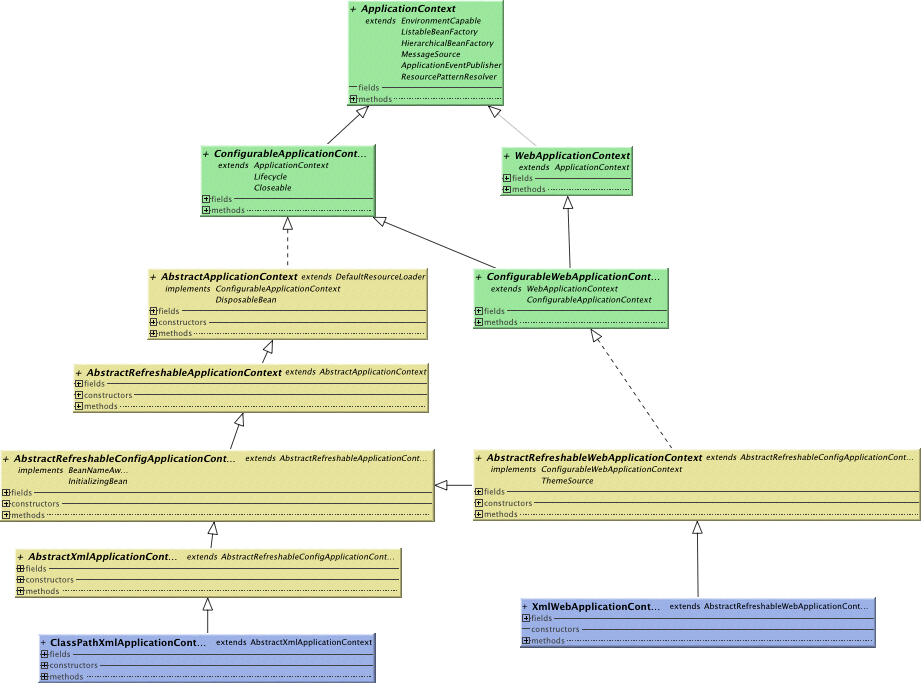 + ApplicationContext
extends EnvironmentCapable
ListableBeanFactory
HierarchicalBeanFactory
MessageSource
ApplicationEventPublisher
ResourcePatternResolver
fields
methods
+ ConfigurableApplicationCont...
extends ApplicationContext
Lifecycle
Closeable
fields
methods
+ WebApplicationContext
extends ApplicationContext
fields
methods
+ AbstractApplicationContext extends DefaultResourceLoader
implements ConfigurableApplicationContext
DisposableBean
fields
constructors
methods
+ ConfigurableWebApplicationCont...
extends WebApplicationContext
ConfigurableApplicationContext
fields
methods
+ AbstractRefreshableApplicationContext extends AbstractApplicationContext
fields
constructors
methods
+ AbstractRefreshableConfigApplicationCont... extends AbstractRefreshableApplicationCont...
implements BeanNameAw...
InitializingBean
fields
constructors
methods
+ AbstractRefreshableWebApplicationContext extends AbstractRefreshableConfigApplicationCont...
implements ConfigurableWebApplicationContext
ThemeSource
fields
constructors
methods
+ AbstractXmlApplicationCont... extends AbstractRefreshableConfigApplicationCont...
fields
constructors
methods
+ XmlWebApplicationCont... extends AbstractRefreshableWebApplicationCont...
fields
constructors
methods
+ ClassPathXmlApplicationCont... extends AbstractXmlApplicationContext
fields
constructors
methods